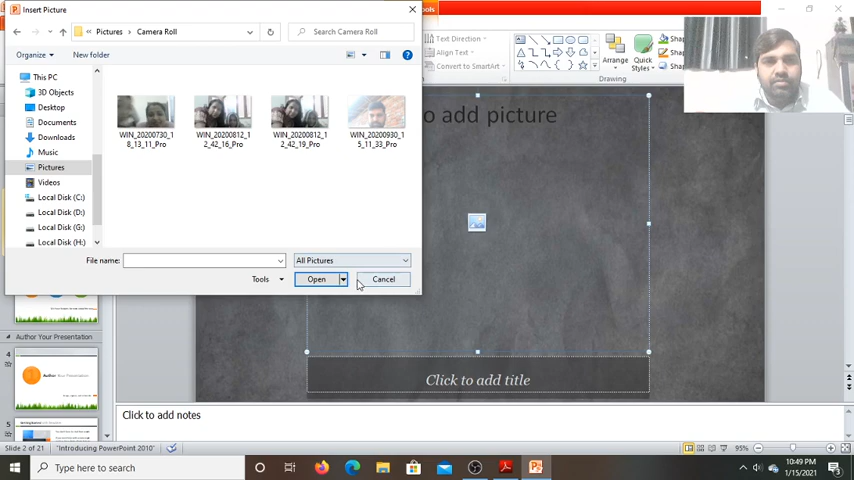 Insert Picture
Pictures
Camera Roll
Search Camera Roll
Organize
New folder
This PC
3D Objects
Desktop
Documents
Downloads
Music
Pictures
Videos
Local Disk (C:)
Local Disk (D:)
Local Disk (G:)
Local Disk (H:)
WIN_20200730_1
8_13_11_Pro
WIN_20200812_1
2_42_16_Pro
WIN_20200812_1
2_42_19_Pro
WIN_20200930_1
5_11_33_Pro
File name:
All Pictures
Tools
Open
Cancel
Text Direction
Align Text
Convert to SmartArt
Arrange
Quick
Styles
Drawing
to add picture
Click to add title
Author Your Presentation
4
5
Click to add notes
Slide 2 of 21
"Introducing PowerPoint 2010"
95%
Type here to search
10:49 PM
1/15/2021
3